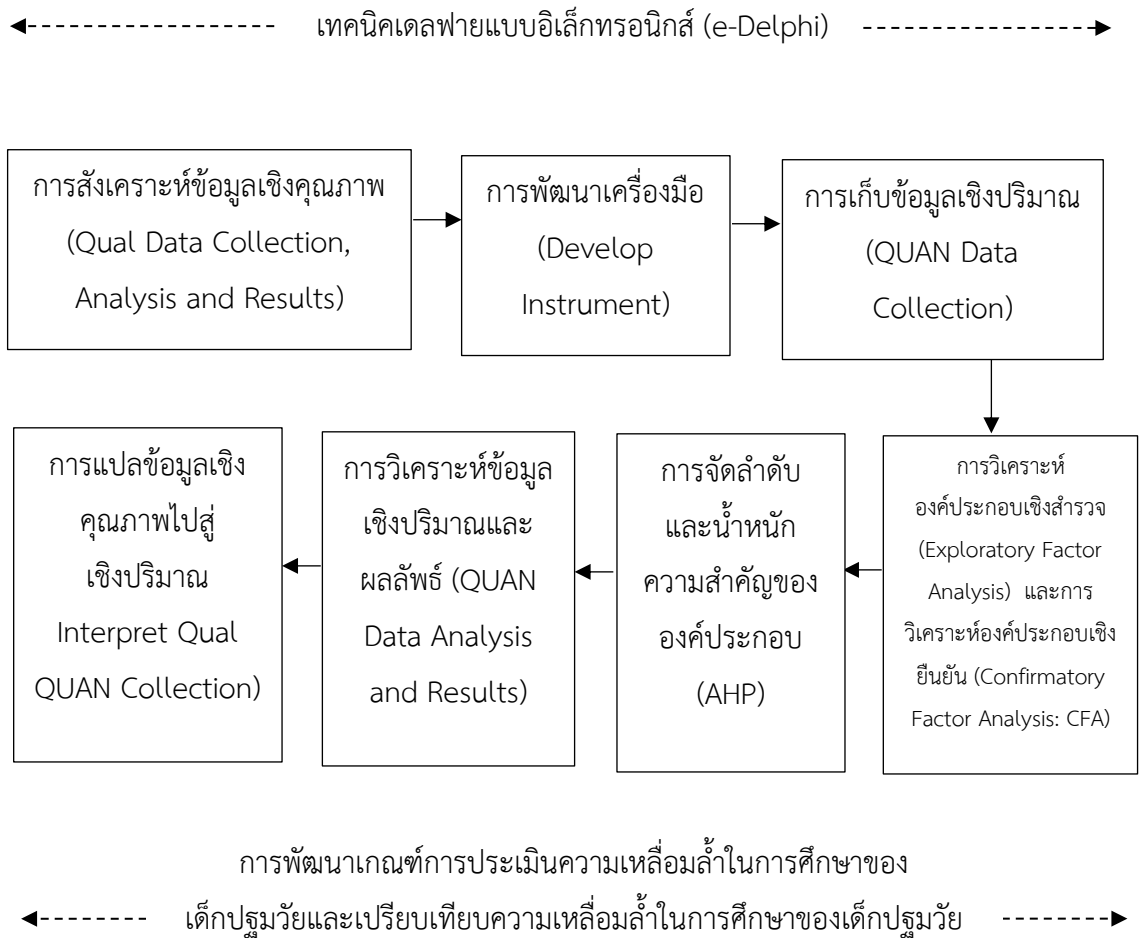 เทคนิคเดลฟายแบบอิเล็กทรอนิกส์ (e-Delphi)
การสังเคราะห์ข้อมูลเชิงคุณภาพ
(Qual Data Collection,
Analysis and Results)
การพัฒนาเครื่องมือ
(Develop
Instrument)
การเก็บข้อมูลเชิงปริมาณ
(QUAN Data
Collection)
การวิเคราะห์
องค์ประกอบเชิงสำรวจ
(Exploratory Factor
Analysis) และการ
วิเคราะห์องค์ประกอบเชิง
ยืนยัน (Confirmatory
Factor Analysis: CFA)
การจัดลำดับ
และน้ำหนัก
ความสำคัญของ
องค์ประกอบ
(AHP)
การวิเคราะห์ข้อมูล
เชิงปริมาณและ
ผลลัพธ์ (QUAN
Data Analysis
and Results)
การแปลข้อมูลเชิง
คุณภาพไปสู่
เชิงปริมาณ
Interpret Qual
QUAN Collection)
การพัฒนาเกณฑ์การประเมินความเหลื่อมล้ำในการศึกษาของ
เด็กปฐมวัยและเปรียบเทียบความเหลื่อมล้ำในการศึกษาของเด็กปฐมวัย